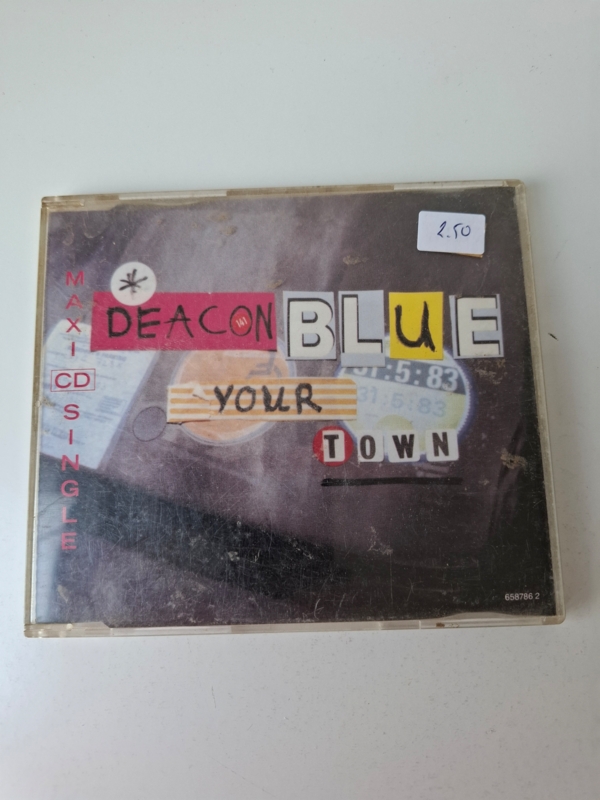 2.50
DEACON BLUE
YOUR
31:5:83
31:5:83
TOWN
MAXI
CD
SINGLE
658786 2